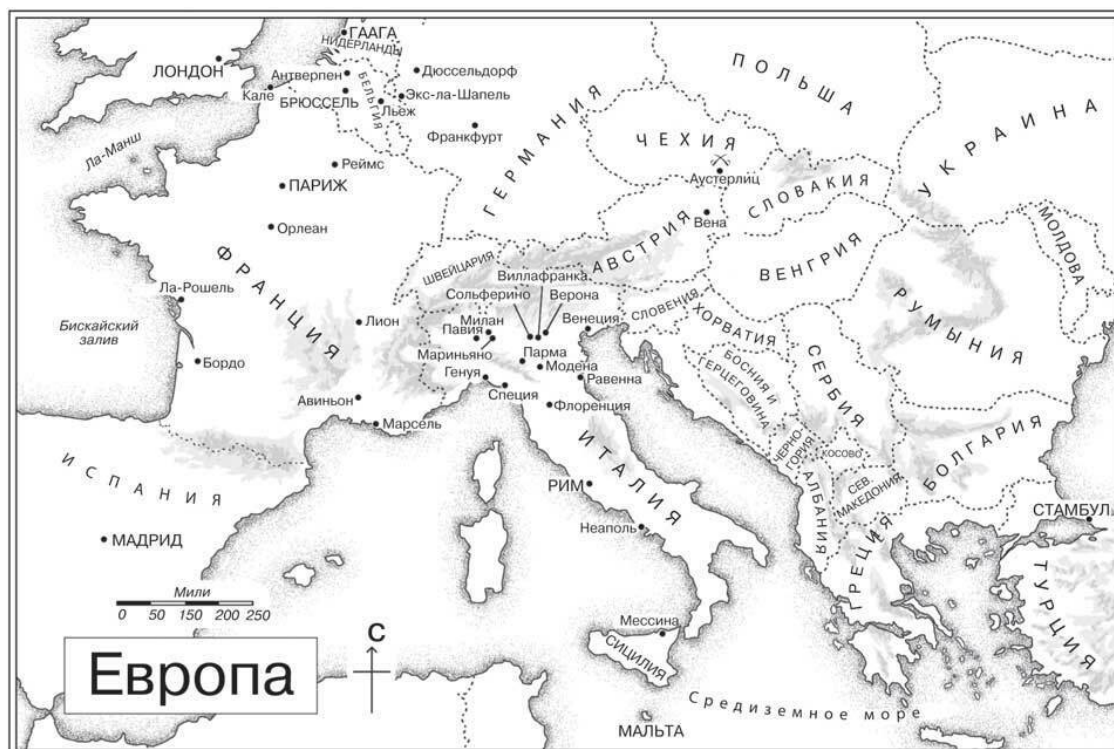 ГААГА
НИДЕРЛАНДЫ
ЛОНДОН
Антверпен
Дюссельдорф
Кале
БРЮССЕЛЬ
БЕЛЬГИЯ
Льеж
Экс-ла-Шапель
Франкфурт
Ла-Манш
Реймс
ПАРИЖ
Орлеан
ГЕРМАНИЯ
ПОЛЬША
ЧЕХИЯ
УКРАИНА
Аустерлиц
СЛОВАКИЯ
Вена
АВСТРИЯ
ВЕНГРИЯ
МОЛДОВА
ФРАНЦИЯ
ШВЕЙЦАРИЯ
Виллафранка
Сольферино
Верона
Ла-Рошель
Милан
Венеция
СЛОВЕНИЯ
ХОРВАТИЯ
РУМЫНИЯ
Бискайский
залив
Лион
Павия
Мариньяно
Парма
Бордо
Генуя
Модена
Равенна
БОСНИЯ И
ГЕРЦЕГОВИНА
СЕРБИЯ
Авиньон
Специя
Флоренция
Марсель
ИТАЛИЯ
ЧЕРНО-
ГОРИЯ
КОСОВО
БОЛГАРИЯ
ИСПАНИЯ
РИМ
АЛБАНИЯ
СЕВ.
МАКЕДОНИЯ
СТАМБУЛ
МАДРИД
Неаполь
ГРЕЦИЯ
ТУРЦИЯ
Мили
0 50 150 200 250
Мессина
СИЦИЛИЯ
С
Европа
Средиземное море
МАЛЬТА